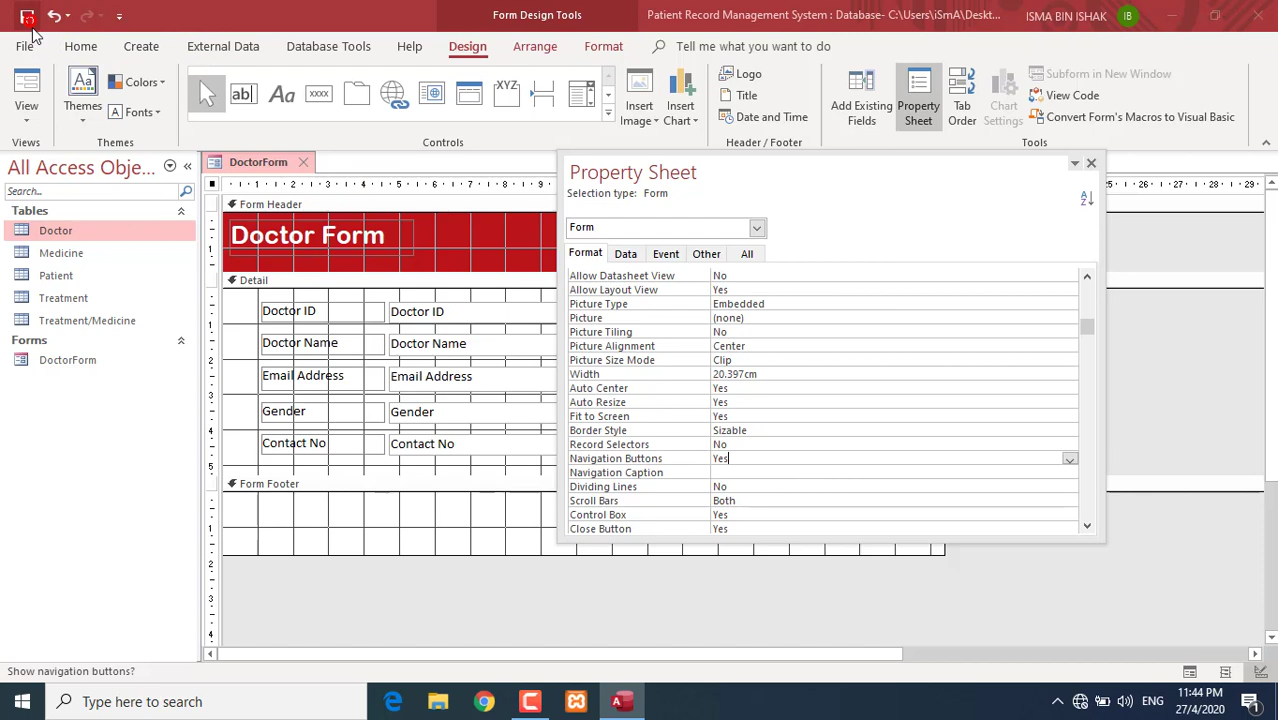 Form Design Tools
Patient Record Management System : Database- C:\Users\iSmA\Deskt...
ISMA BIN ISHAK
IB
File
Home
Create
External Data
Database Tools
Help
Design
Arrange
Format
Tell me what you want to do
View
Themes
Colors
Fonts
ab|
Aa
xxxx
XYZ
Insert Image
Insert Chart
Logo
Title
Date and Time
Add Existing Fields
Property Sheet
Tab Order
Chart Settings
Subform in New Window
View Code
Convert Form's Macros to Visual Basic
Views
Themes
Controls
Header / Footer
Tools
All Access Obje...
Search...
Tables
Doctor
Medicine
Patient
Treatment
Treatment/Medicine
Forms
DoctorForm
DoctorForm
Form Header
Doctor Form
Detail
Doctor ID Doctor ID
Doctor Name Doctor Name
Email Address Email Address
Gender Gender
Contact No Contact No
Form Footer
Property Sheet
Selection type: Form
Form
Format Data Event Other All
Allow Datasheet View No
Allow Layout View Yes
Picture Type Embedded
Picture (none)
Picture Tiling No
Picture Alignment Center
Picture Size Mode Clip
Width 20.397cm
Auto Center Yes
Auto Resize Yes
Fit to Screen Yes
Border Style Sizable
Record Selectors No
Navigation Buttons Yes
Navigation Caption
Dividing Lines No
Scroll Bars Both
Control Box Yes
Close Button Yes
Show navigation buttons?
Type here to search
ENG
11:44 PM
27/4/2020